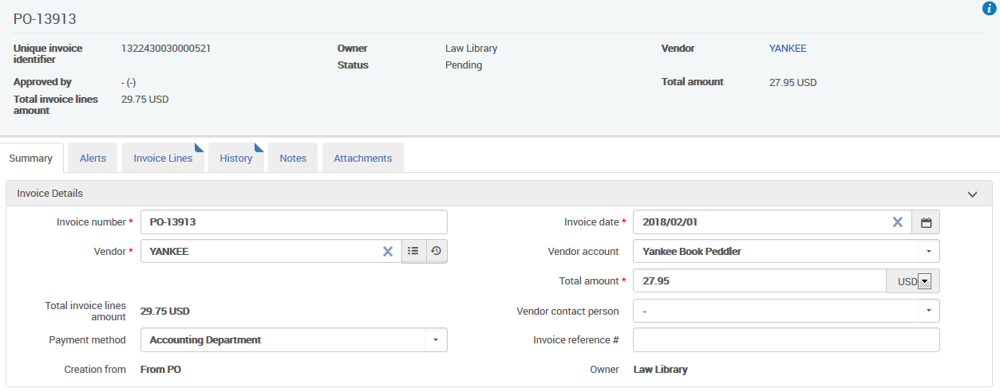 PO-13913
Unique invoice identifier 1322430030000521 Owner Law Library Vendor YANKEE
Status Pending
Approved by - (-) Total amount 27.95 USD
Total invoice lines amount 29.75 USD
Summary Alerts Invoice Lines History Notes Attachments
Invoice Details
Invoice number * PO-13913 Invoice date * 2018/02/01
Vendor * YANKEE Vendor account Yankee Book Peddler
Total amount * 27.95 USD
Total invoice lines amount 29.75 USD Vendor contact person -
Payment method Accounting Department Invoice reference #
Creation from From PO Owner Law Library